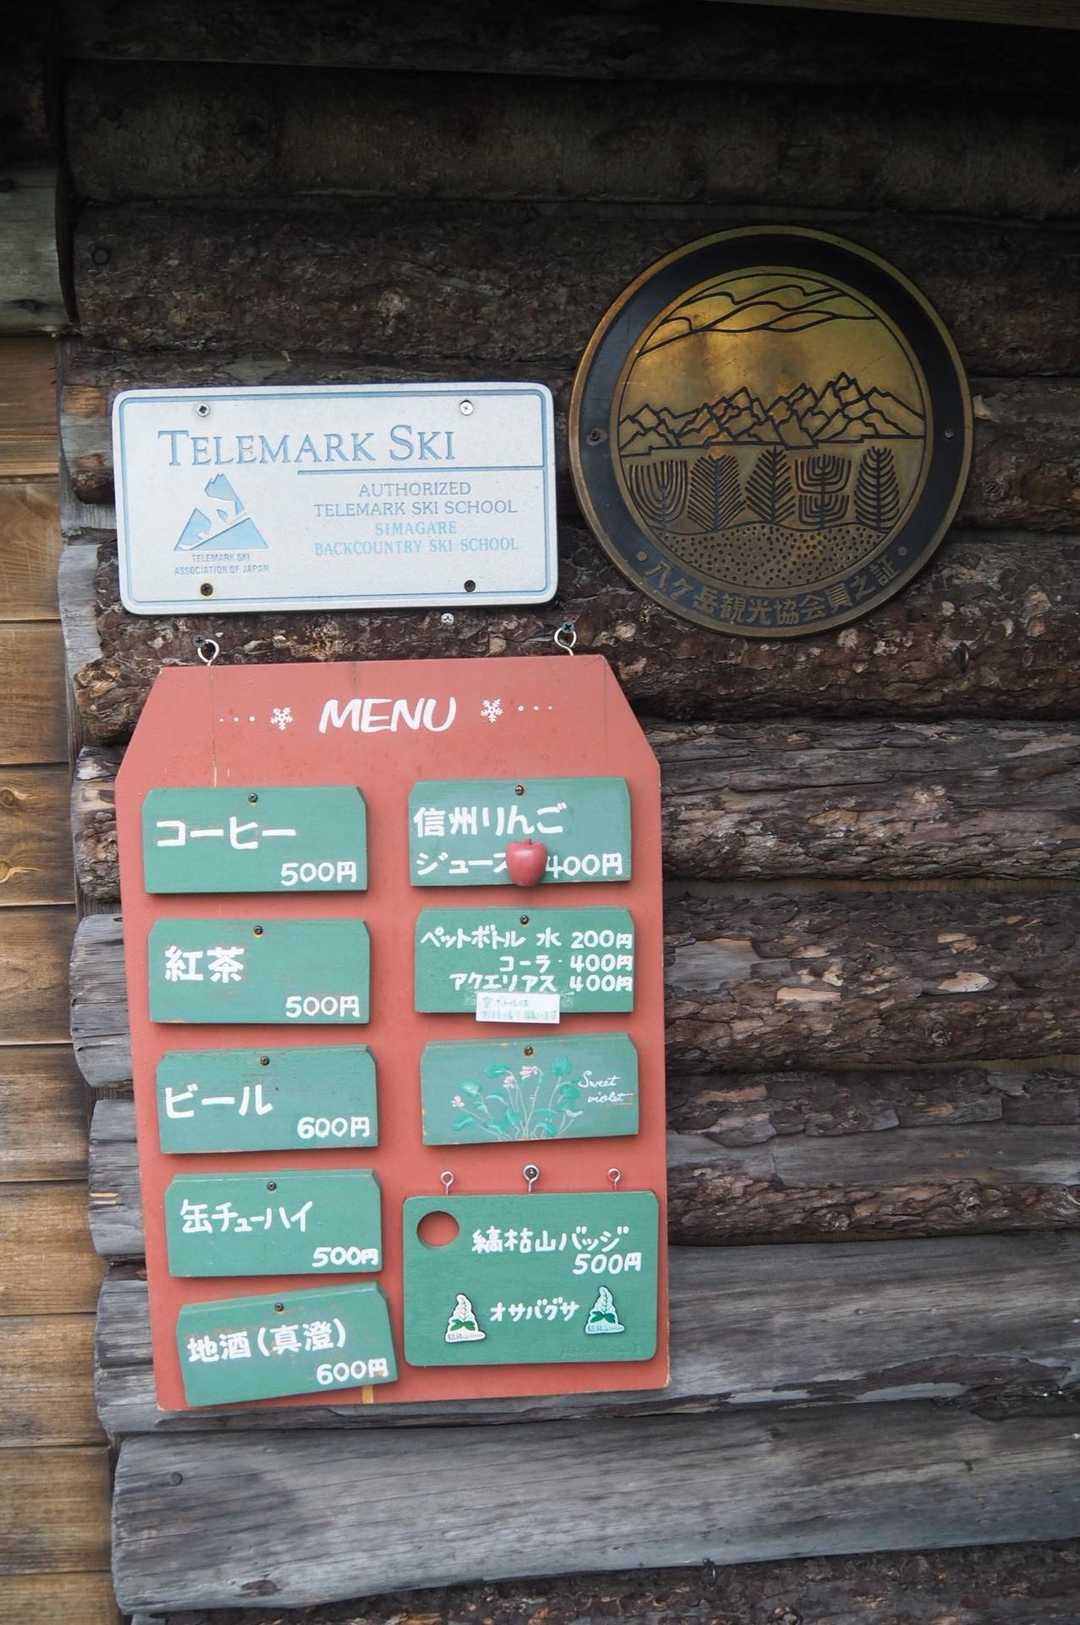 TELEMARK SKI
AUTHORIZED
TELEMARK SKI SCHOOL
SIMAGARE
BACKCOUNTRY SKI SCHOOL
TELEMARK SKI
ASSOCIATION OF JAPAN
八ケ岳観光協会員之証
MENU
コーヒー
500円
紅茶
500円
ビール
600円
缶チューハイ
500円
地酒(真澄)
600円
信州りんご
ジュース 400円
ペットボトル 水 200円
コーラ・400円
アクエリアス 400円
Sweet
violet
縞枯山バッジ
500円
オサバグサ